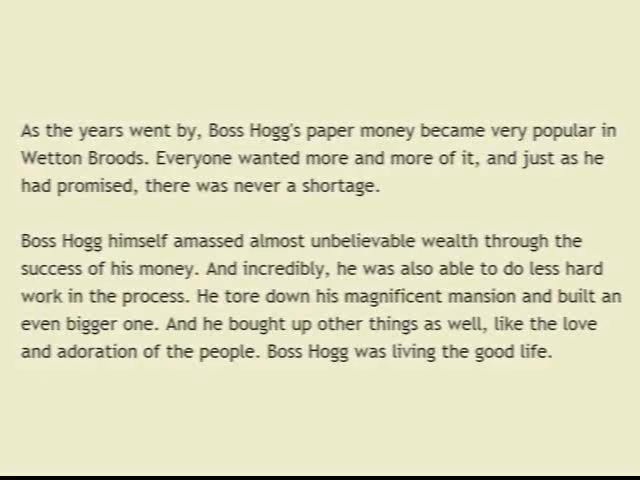 As the years went by, Boss Hogg's paper money became very popular in
Wetton Broods. Everyone wanted more and more of it, and just as he
had promised, there was never a shortage.
Boss Hogg himself amassed almost unbelievable wealth through the
success of his money. And incredibly, he was also able to do less hard
work in the process. He tore down his magnificent mansion and built an
even bigger one. And he bought up other things as well, like the love
and adoration of the people. Boss Hogg was living the good life.